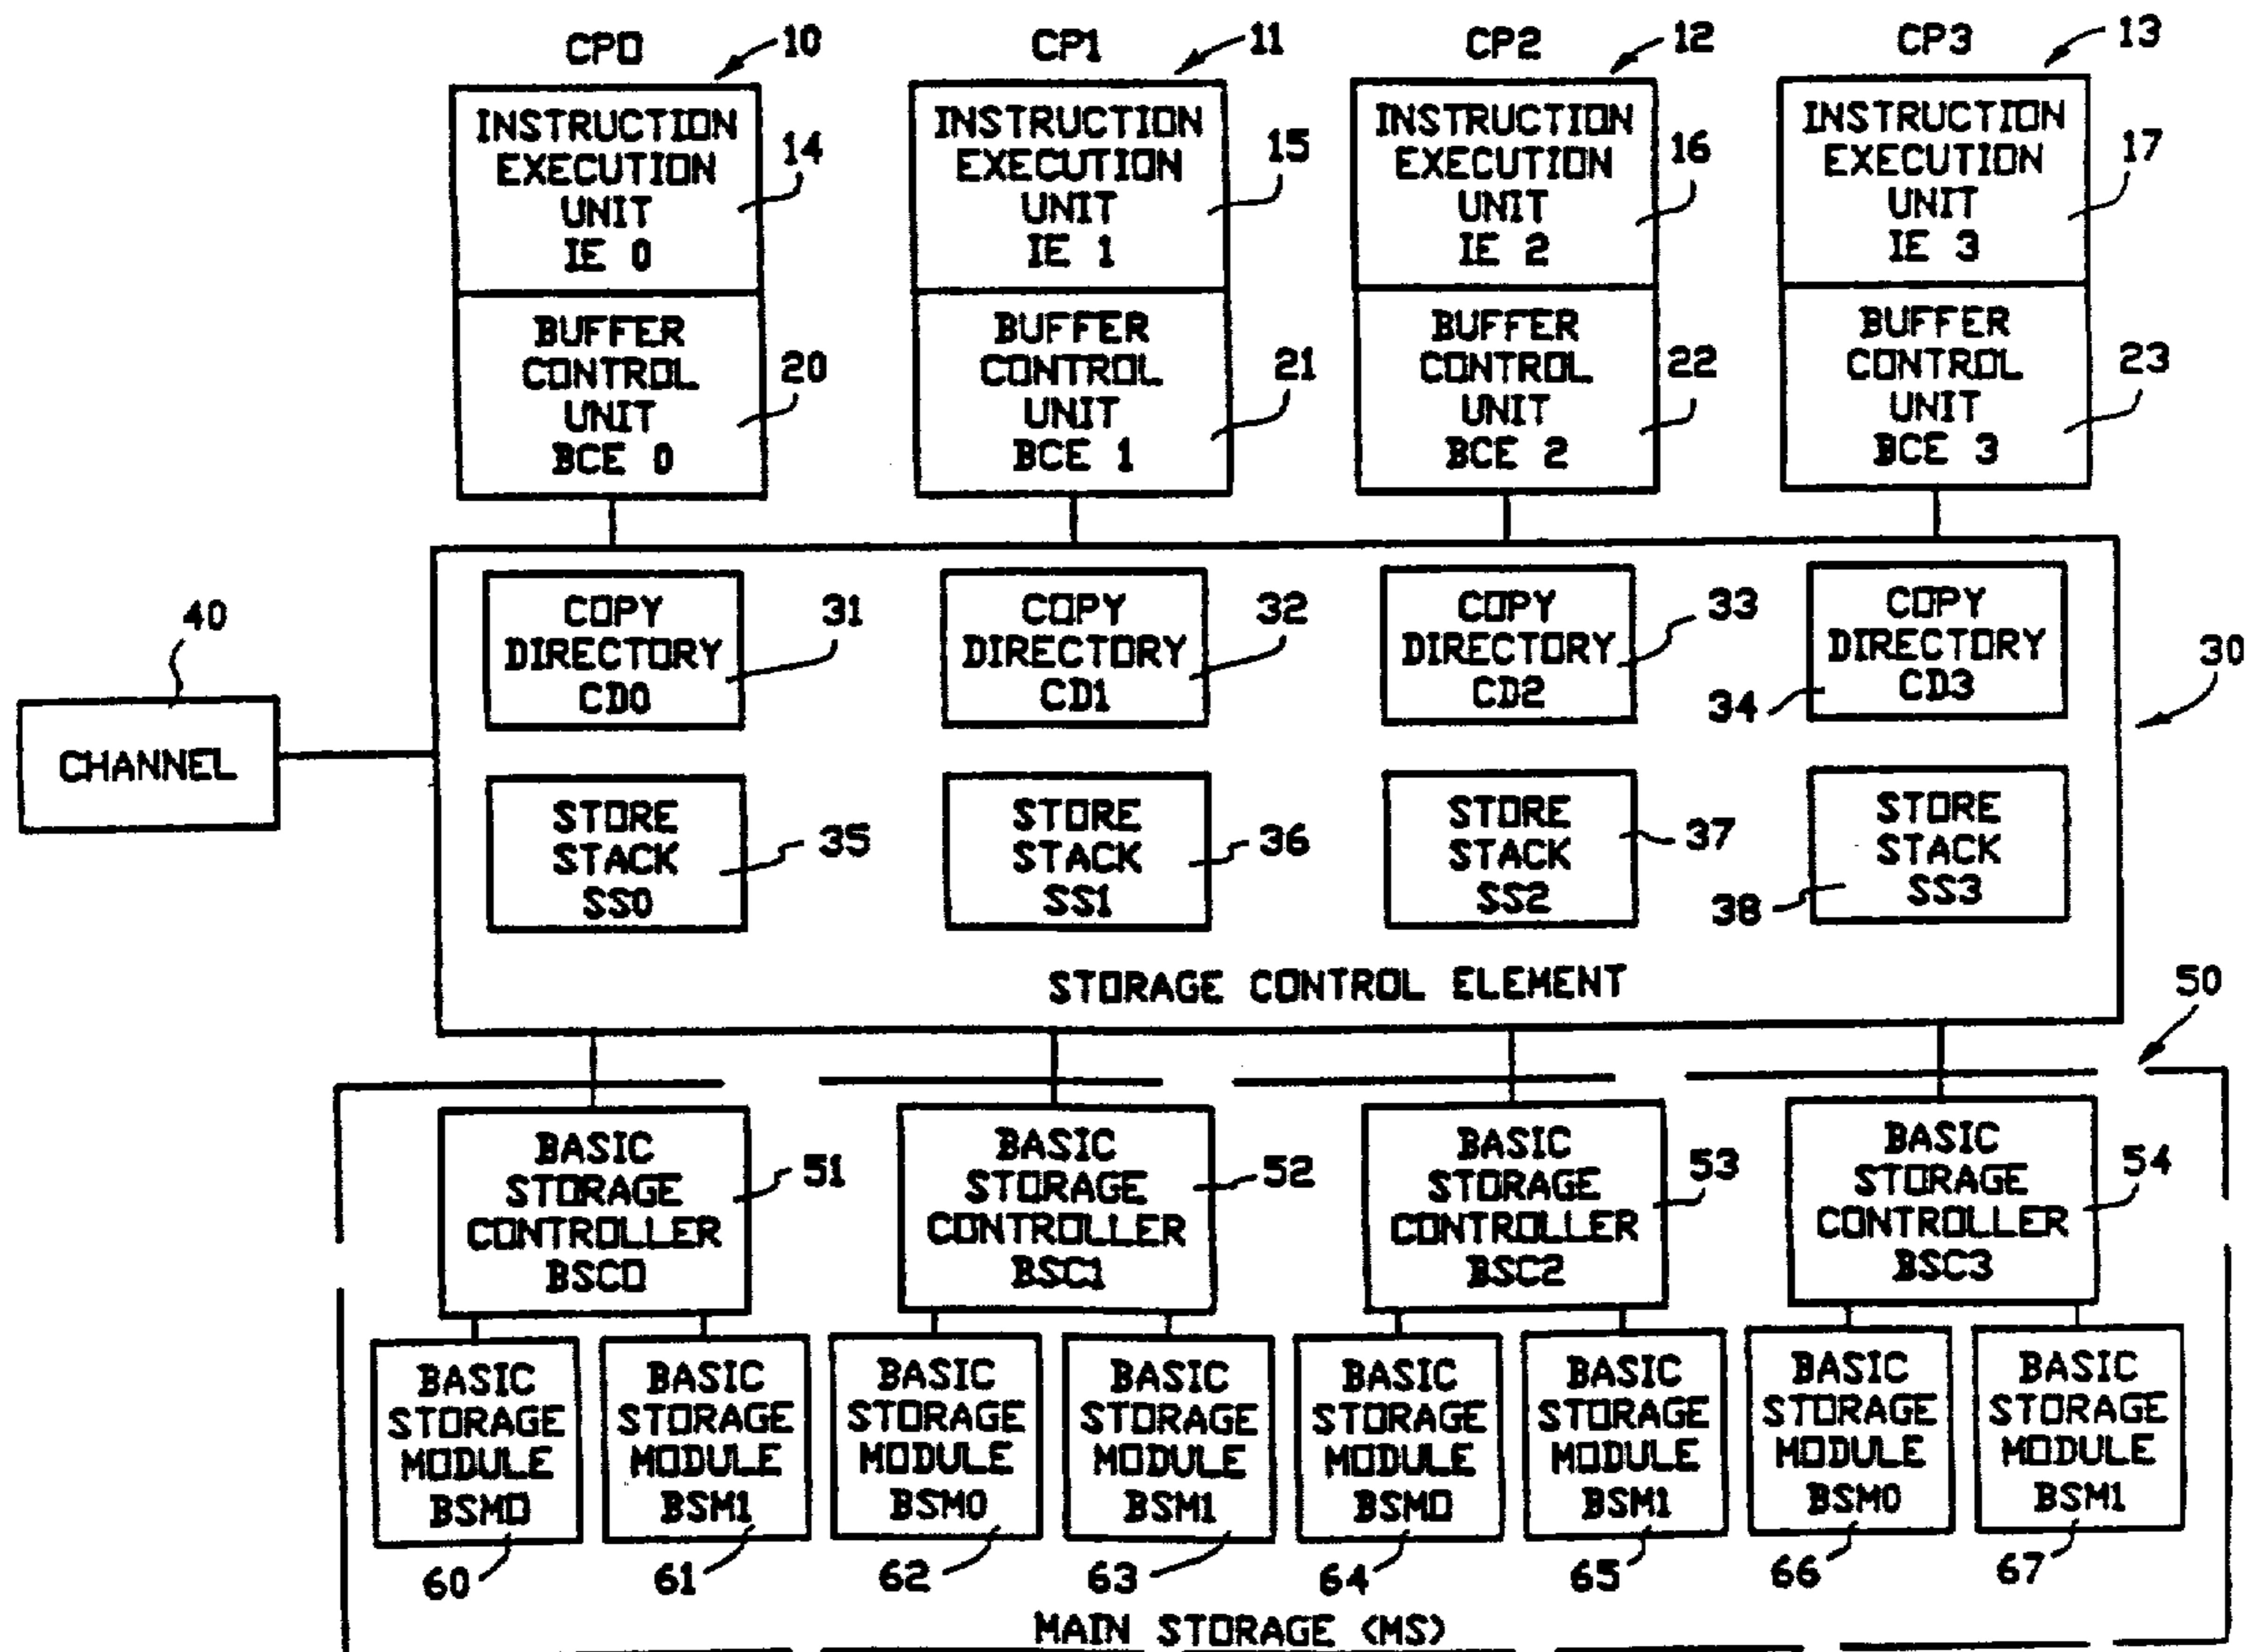 CP0 10 CP1 11 CP2 12 CP3 13
INSTRUCTION
EXECUTION
UNIT
IE 0
14
INSTRUCTION
EXECUTION
UNIT
IE 1
15
INSTRUCTION
EXECUTION
UNIT
IE 2
16
INSTRUCTION
EXECUTION
UNIT
IE 3
17
BUFFER
CONTROL
UNIT
BCE 0
20
BUFFER
CONTROL
UNIT
BCE 1
21
BUFFER
CONTROL
UNIT
BCE 2
22
BUFFER
CONTROL
UNIT
BCE 3
23
40
CHANNEL
COPY
DIRECTORY
CD0
31
COPY
DIRECTORY
CD1
32
COPY
DIRECTORY
CD2
33
COPY
DIRECTORY
CD3
34
30
STORE
STACK
SS0
35
STORE
STACK
SS1
36
STORE
STACK
SS2
37
STORE
STACK
SS3
38
STORAGE CONTROL ELEMENT
50
BASIC
STORAGE
CONTROLLER
BSC0
51
BASIC
STORAGE
CONTROLLER
BSC1
52
BASIC
STORAGE
CONTROLLER
BSC2
53
BASIC
STORAGE
CONTROLLER
BSC3
54
BASIC
STORAGE
MODULE
BSM0
60
BASIC
STORAGE
MODULE
BSM1
61
BASIC
STORAGE
MODULE
BSM0
62
BASIC
STORAGE
MODULE
BSM1
63
BASIC
STORAGE
MODULE
BSM0
64
BASIC
STORAGE
MODULE
BSM1
65
BASIC
STORAGE
MODULE
BSM0
66
BASIC
STORAGE
MODULE
BSM1
67
MAIN STORAGE (MS)